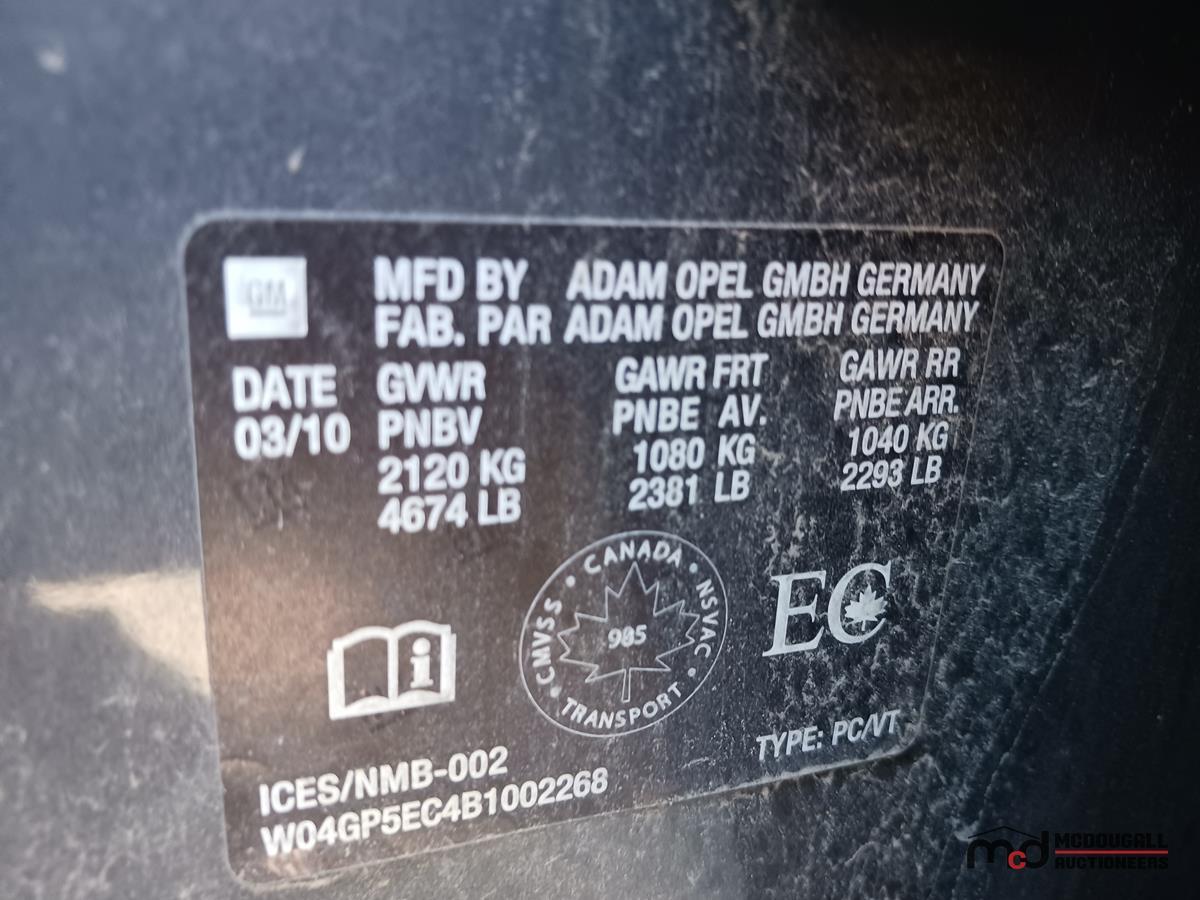 GM
MFD BY ADAM OPEL GMBH GERMANY
FAB. PAR ADAM OPEL GMBH GERMANY
DATE
03/10
GVWR
PNBV
2120 KG
4674 LB
GAWR FRT
PNBE AV.
1080 KG
2381 LB
GAWR RR
PNBE ARR.
1040 KG
2293 LB
CANADA • NSVAC • TRANSPORT • CMVSS •
905
EC
TYPE: PC/VT
ICES/NMB-002
W04GP5EC4B1002268
mcd MCDOUGALL
AUCTIONEERS